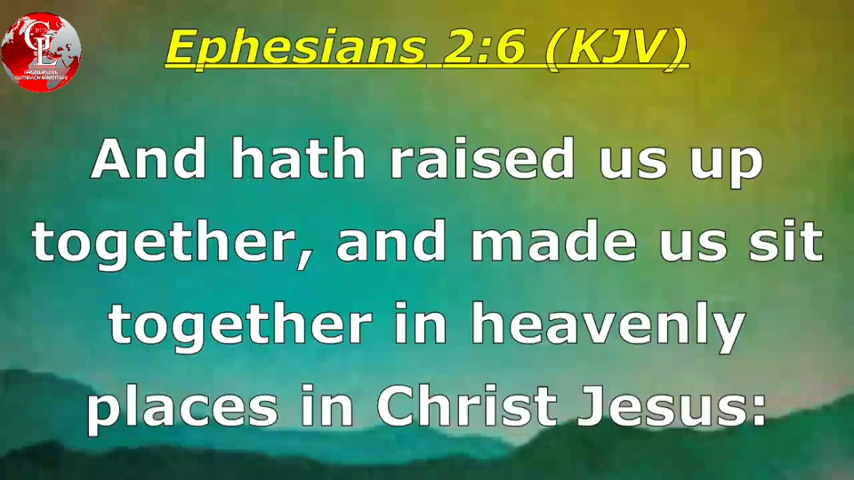 Ephesians 2:6 (KJV)
And hath raised us up
together, and made us sit
together in heavenly
places in Christ Jesus: